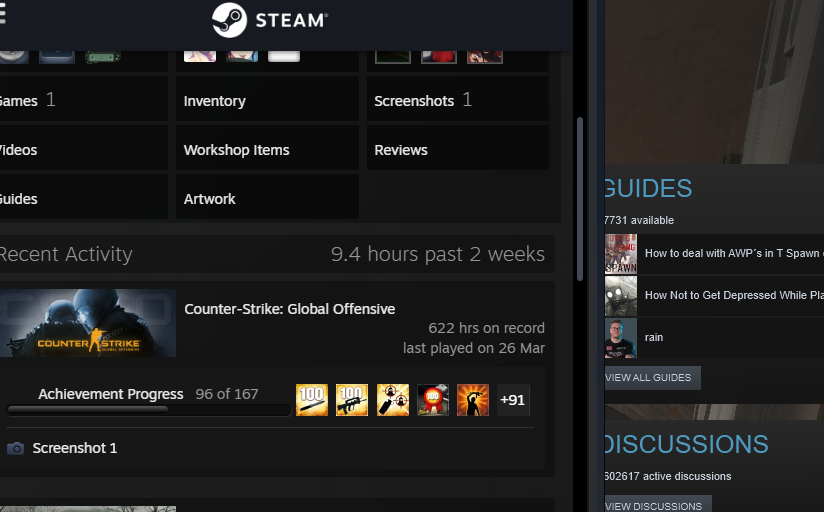 STEAM
Games 1
Inventory
Screenshots 1
Videos
Workshop Items
Reviews
Guides
Artwork
Recent Activity
9.4 hours past 2 weeks
Counter-Strike: Global Offensive
622 hrs on record
last played on 26 Mar
COUNTER STRIKE
Achievement Progress 96 of 167
100
100
100
+91
Screenshot 1
GUIDES
7731 available
How to deal with AWP´s in T Spawn
SPAWN
How Not to Get Depressed While Pla
rain
VIEW ALL GUIDES
DISCUSSIONS
602617 active discussions
VIEW DISCUSSIONS